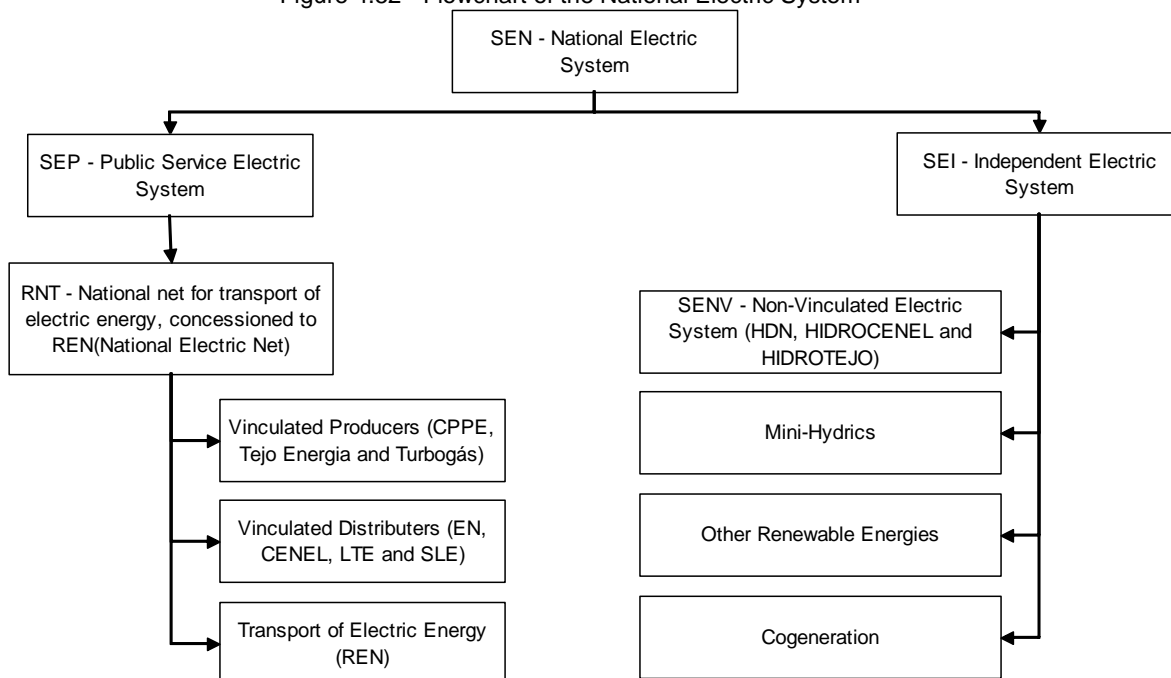 Figure 4.32 - Flowchart of the National Electric System
SEN - National Electric
System
SEP - Public Service Electric
System
SEI - Independent Electric
System
RNT - National net for transport of
electric energy, concessioned to
REN(National Electric Net)
SENV - Non-Vinculated Electric
System (HDN, HIDROCENEL and
HIDROTEJO)
Vinculated Producers (CPPE,
Tejo Energia and Turbogás)
Mini-Hydrics
Vinculated Distributers (EN,
CENEL, LTE and SLE)
Other Renewable Energies
Transport of Electric Energy
(REN)
Cogeneration